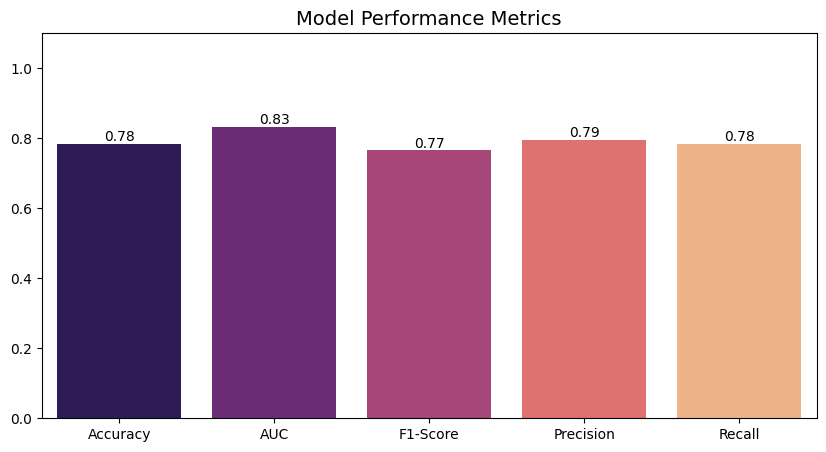 Model Performance Metrics
1.0
0.8
0.6
0.4
0.2
0.0
0.78
0.83
0.77
0.79
0.78
Accuracy
AUC
F1-Score
Precision
Recall